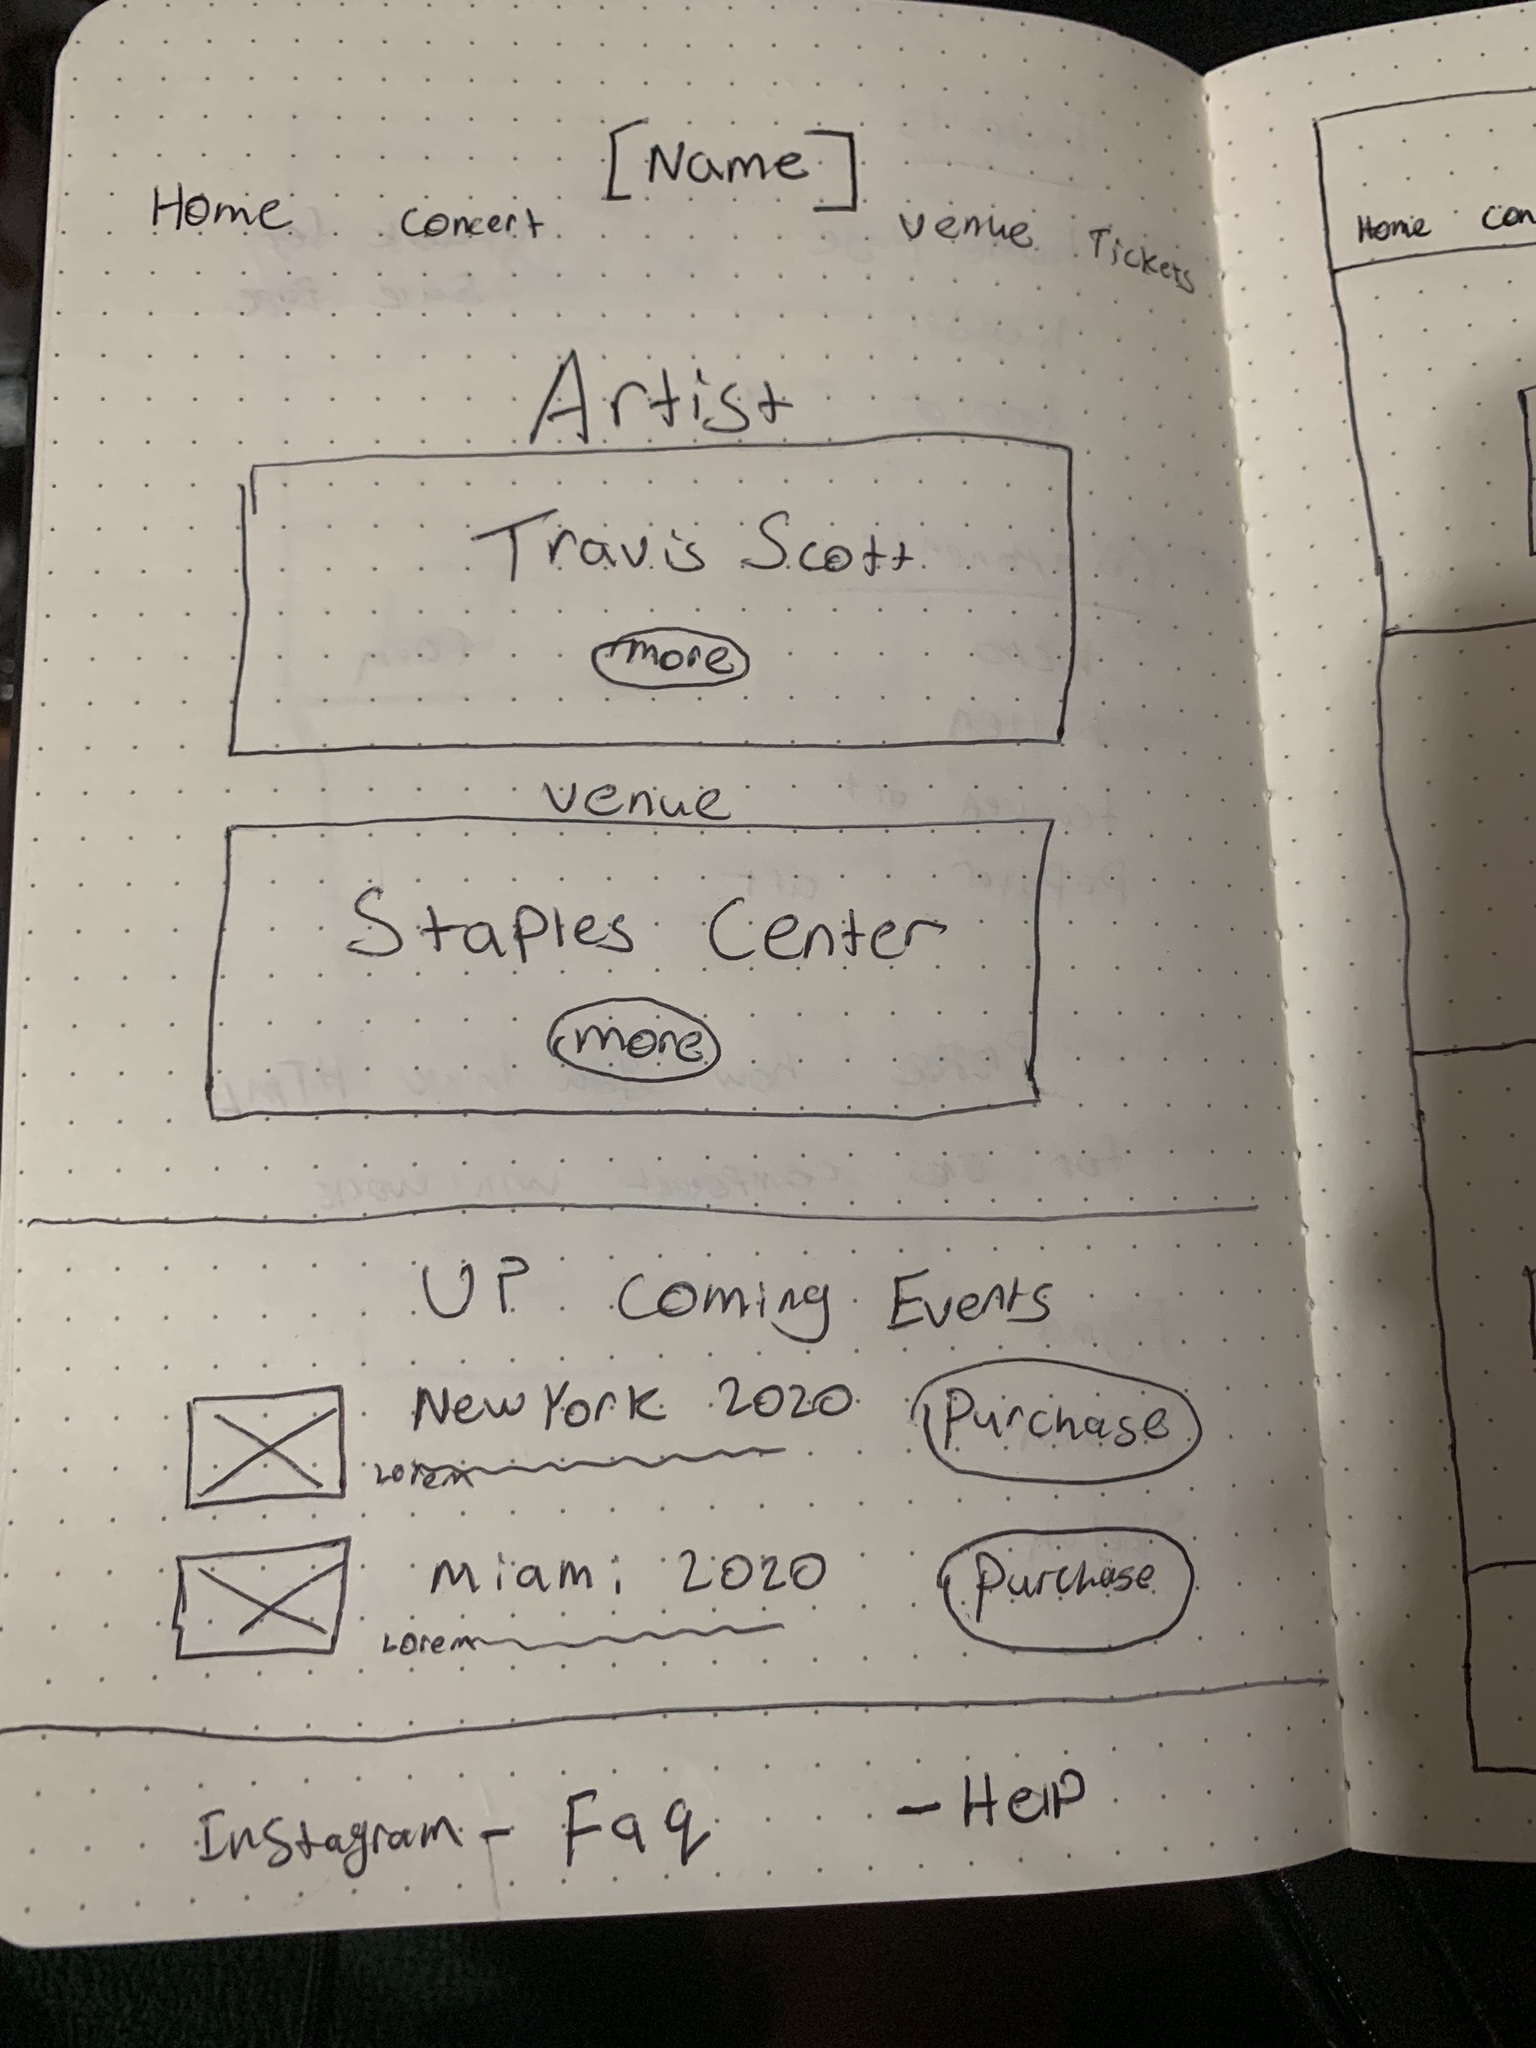 [Name]
Home Concert Venue Tickets
Artist
Travis Scott
more
Venue
Staples Center
more
UP Coming Events
New York 2020 Purchase
Lorem
Miami 2020 Purchase
Lorem
Instagram - Faq - Help
Home Con